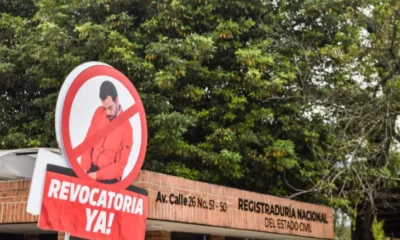 REVOCATORIA
YA!
Av. Calle 26 No. 51 - 50
REGISTRADURÍA NACIONAL
DEL ESTADO CIVIL